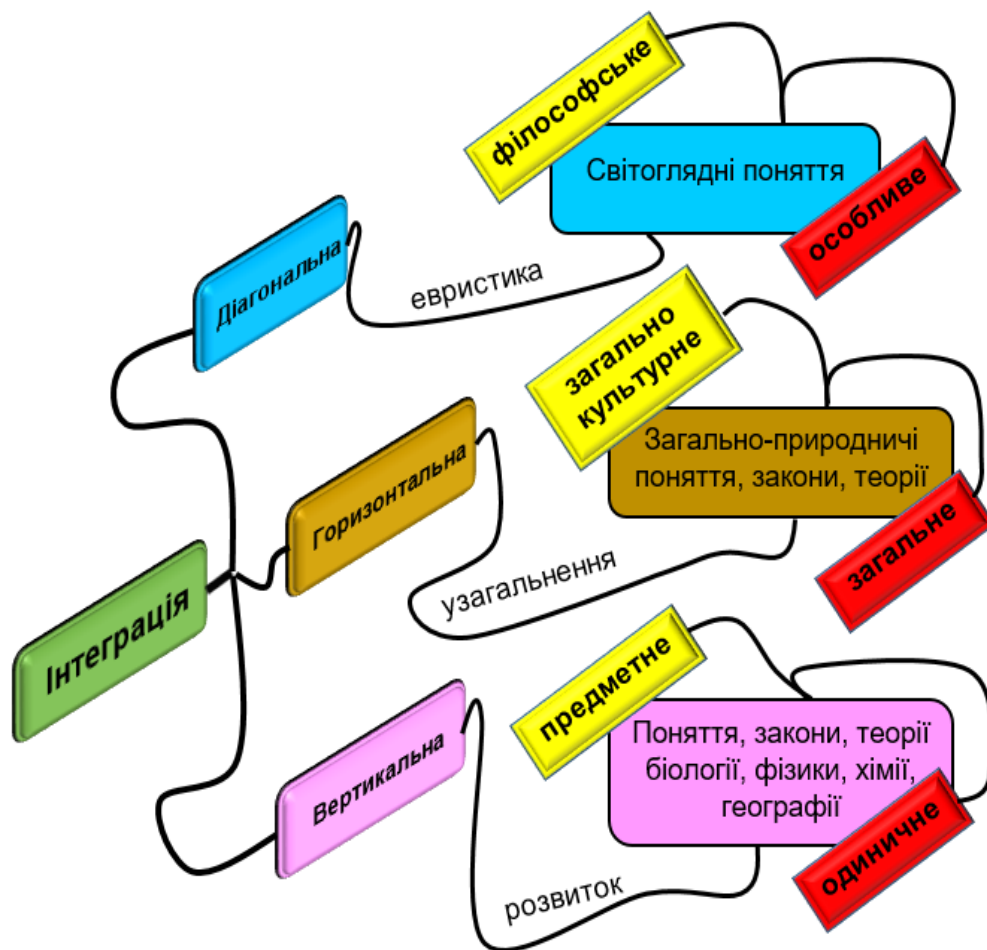 Інтеграція
Діагональна
евристика
філософське
Світоглядні поняття
особливе
Горизонтальна
узагальнення
загально
культурне
Загально-природничі
поняття, закони, теорії
загальне
Вертикальна
розвиток
предметне
Поняття, закони, теорії
біології, фізики, хімії,
географії
одиничне